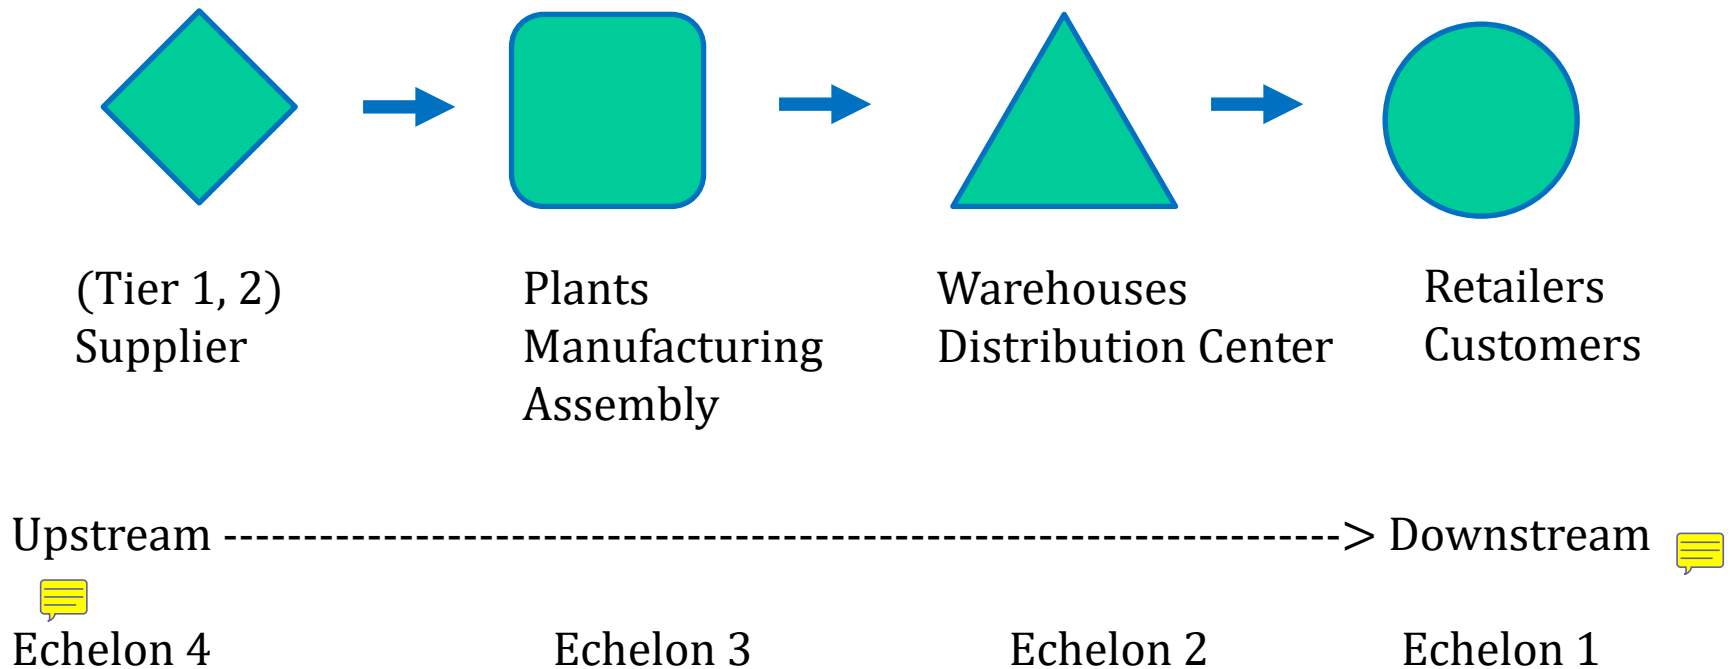 (Tier 1, 2)
Supplier
Plants
Manufacturing
Assembly
Warehouses
Distribution Center
Retailers
Customers
Upstream ----------------------------------------------------------------------> Downstream
Echelon 4
Echelon 3
Echelon 2
Echelon 1